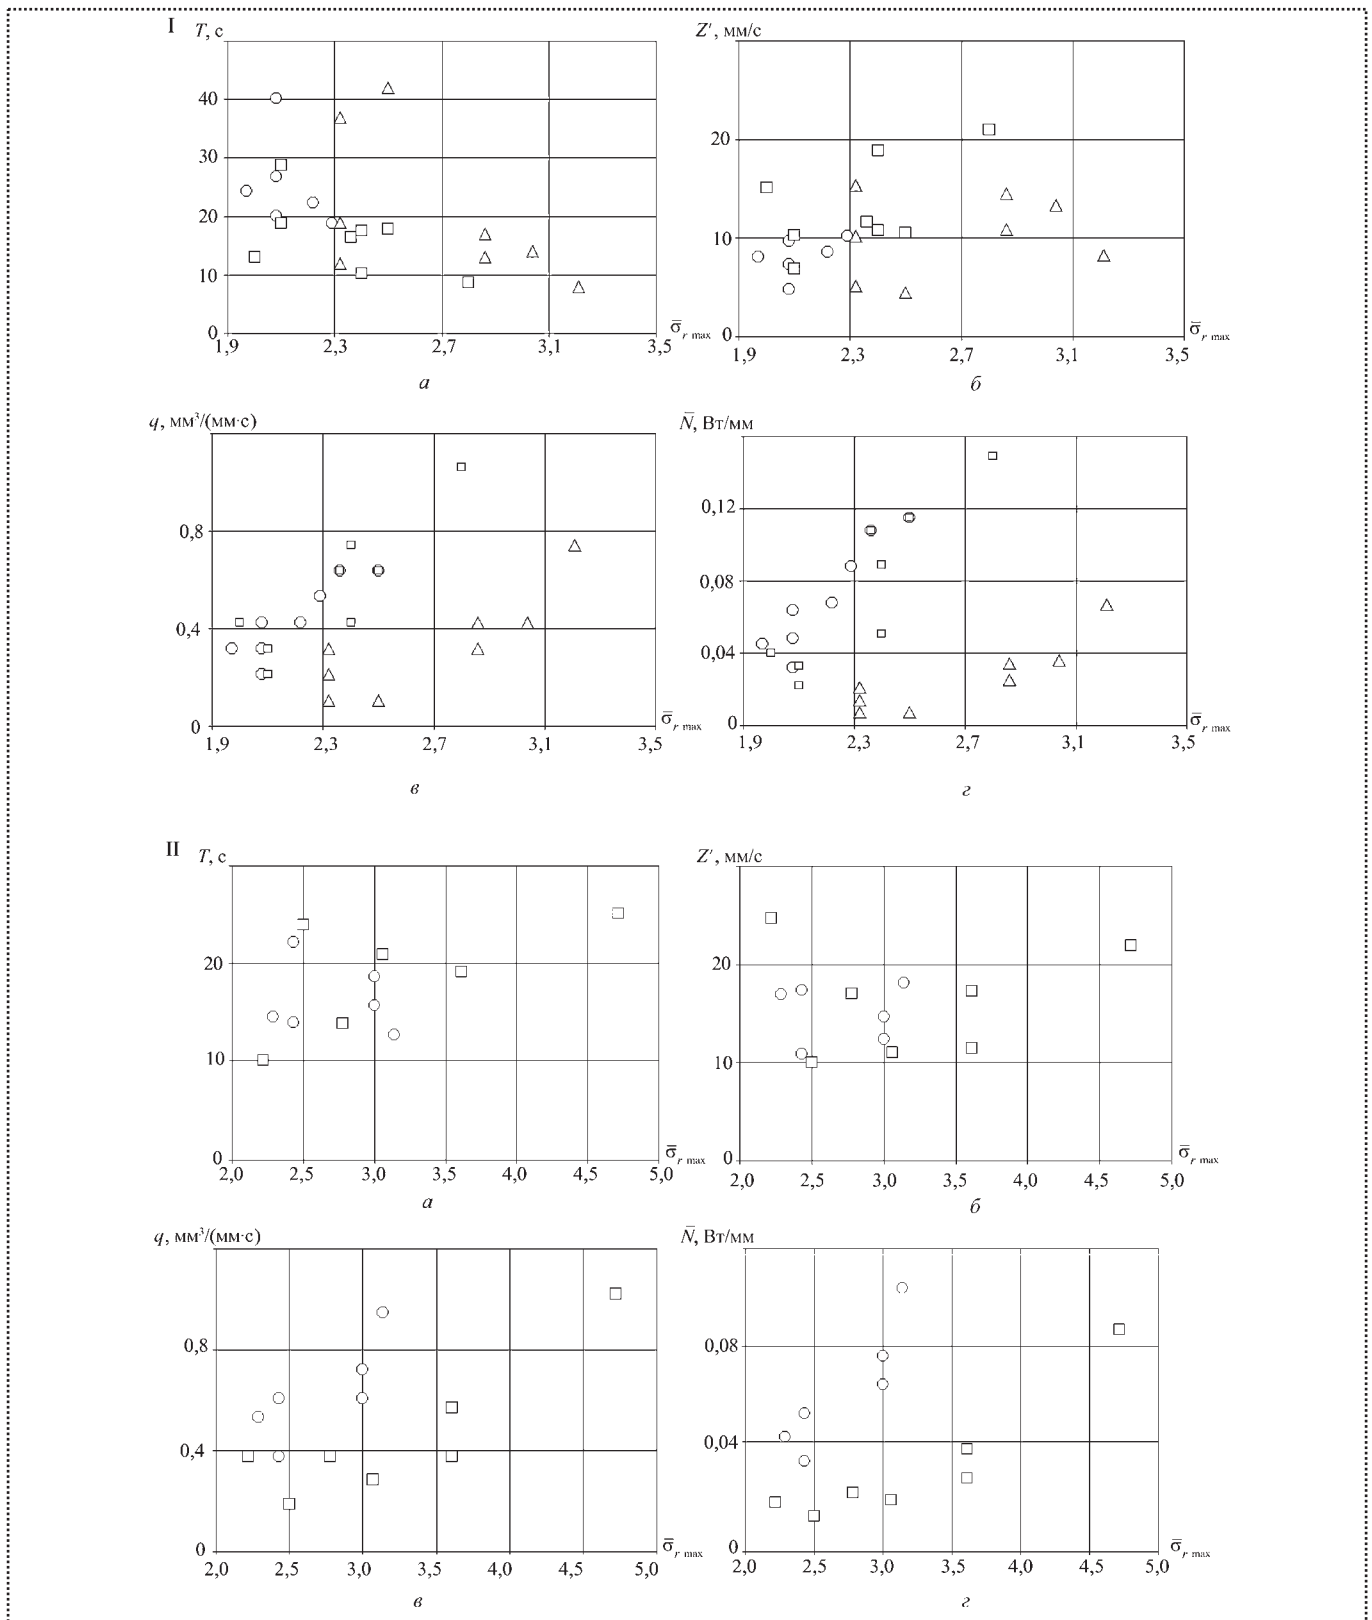 I T, с Z′, мм/с
40
30
20
10
0
1,9 2,3 2,7 3,1 3,5
σ̅r max
а
20
10
0
1,9 2,3 2,7 3,1 3,5
σ̅r max
б
q, мм³/(мм·с) N̅, Вт/мм
0,8
0,4
0
1,9 2,3 2,7 3,1 3,5
σ̅r max
в
0,12
0,08
0,04
0
1,9 2,3 2,7 3,1 3,5
σ̅r max
г
II T, с Z′, мм/с
20
10
0
2,0 2,5 3,0 3,5 4,0 4,5 5,0
σ̅r max
а
20
10
0
2,0 2,5 3,0 3,5 4,0 4,5 5,0
σ̅r max
б
q, мм³/(мм·с) N̅, Вт/мм
0,8
0,4
0
2,0 2,5 3,0 3,5 4,0 4,5 5,0
σ̅r max
в
0,08
0,04
0
2,0 2,5 3,0 3,5 4,0 4,5 5,0
σ̅r max
г